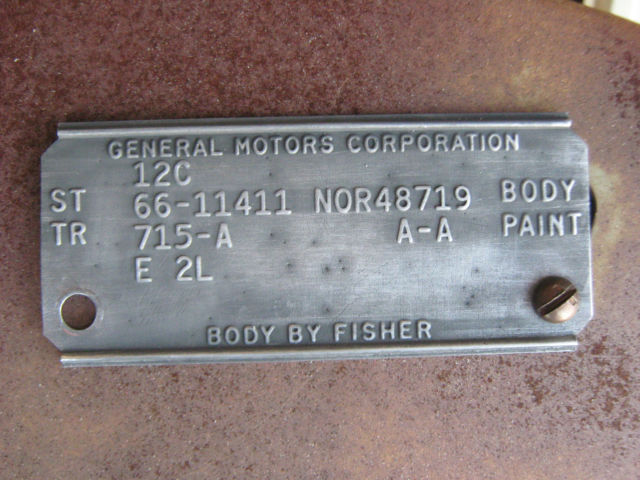 GENERAL MOTORS CORPORATION
12C
ST 66-11411 NOR48719 BODY
TR 715-A A-A PAINT
E 2L
BODY BY FISHER